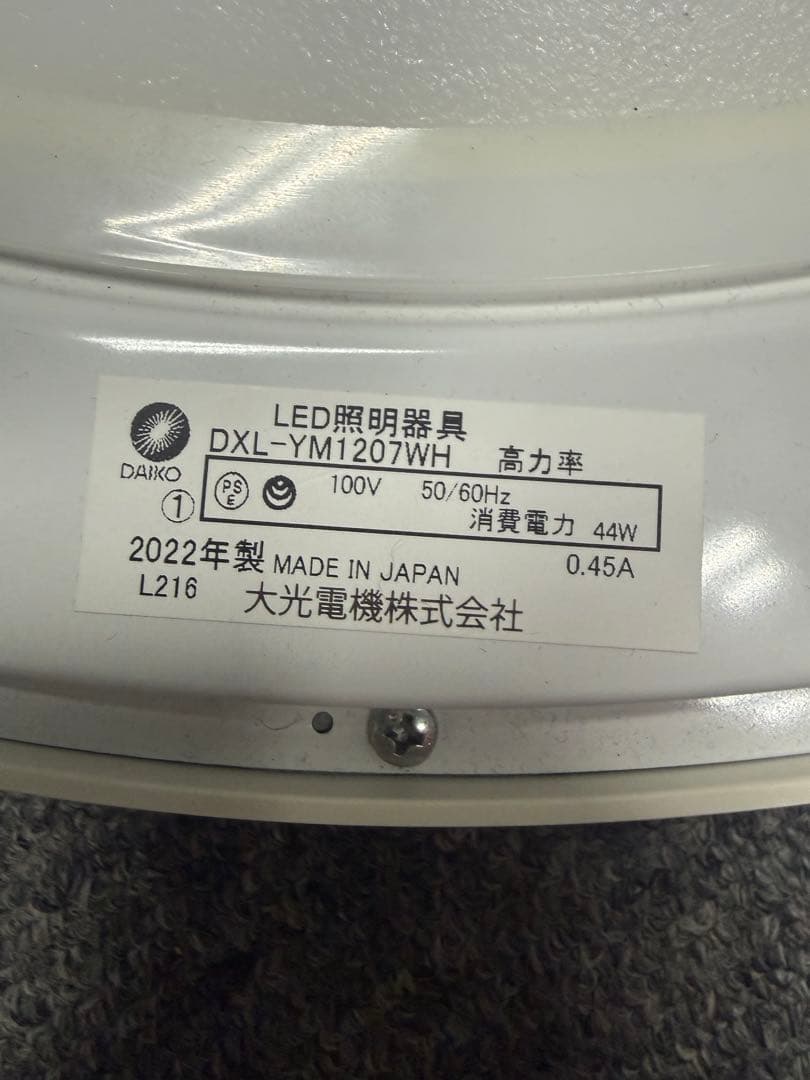 LED照明器具
DAIKO
DXL-YM1207WH 高力率
① PS E 100V 50/60Hz
消費電力 44W
2022年製 MADE IN JAPAN 0.45A
L216 大光電機株式会社